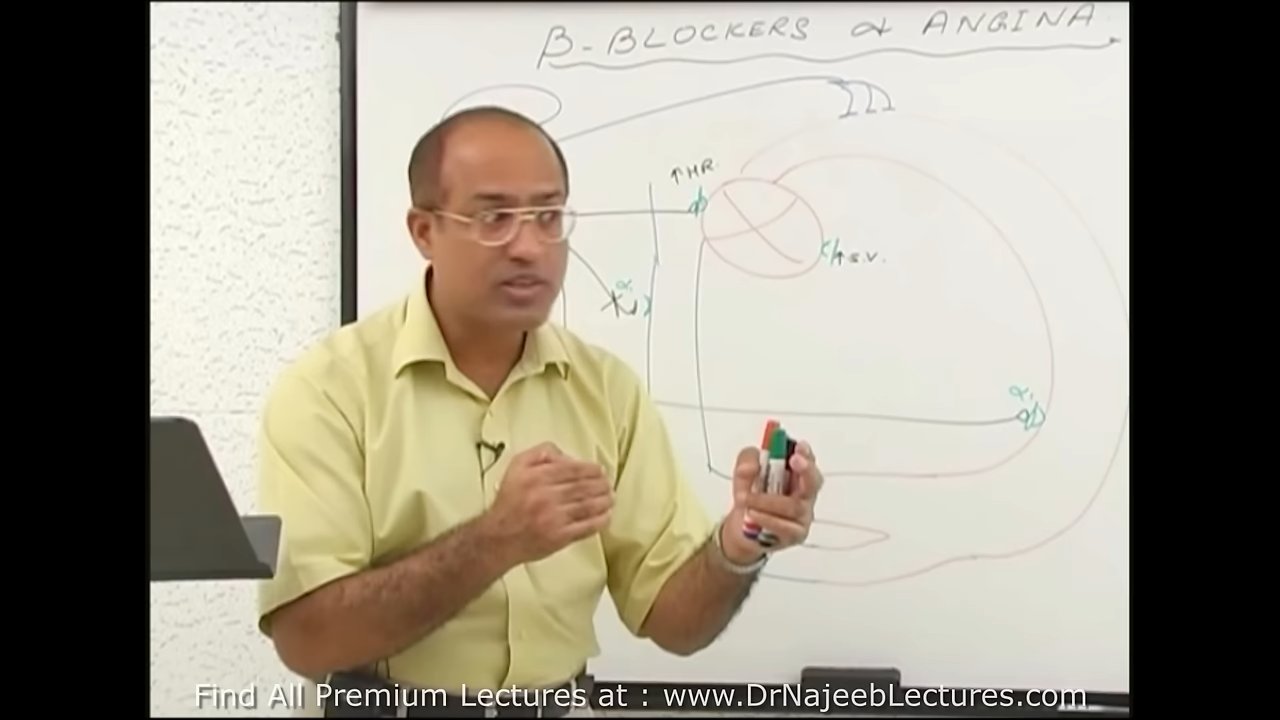 β-BLOCKERS & ANGINA
↑HR.
↑S.V.
α₁
α₁
Find All Premium Lectures at : www.DrNajeebLectures.com